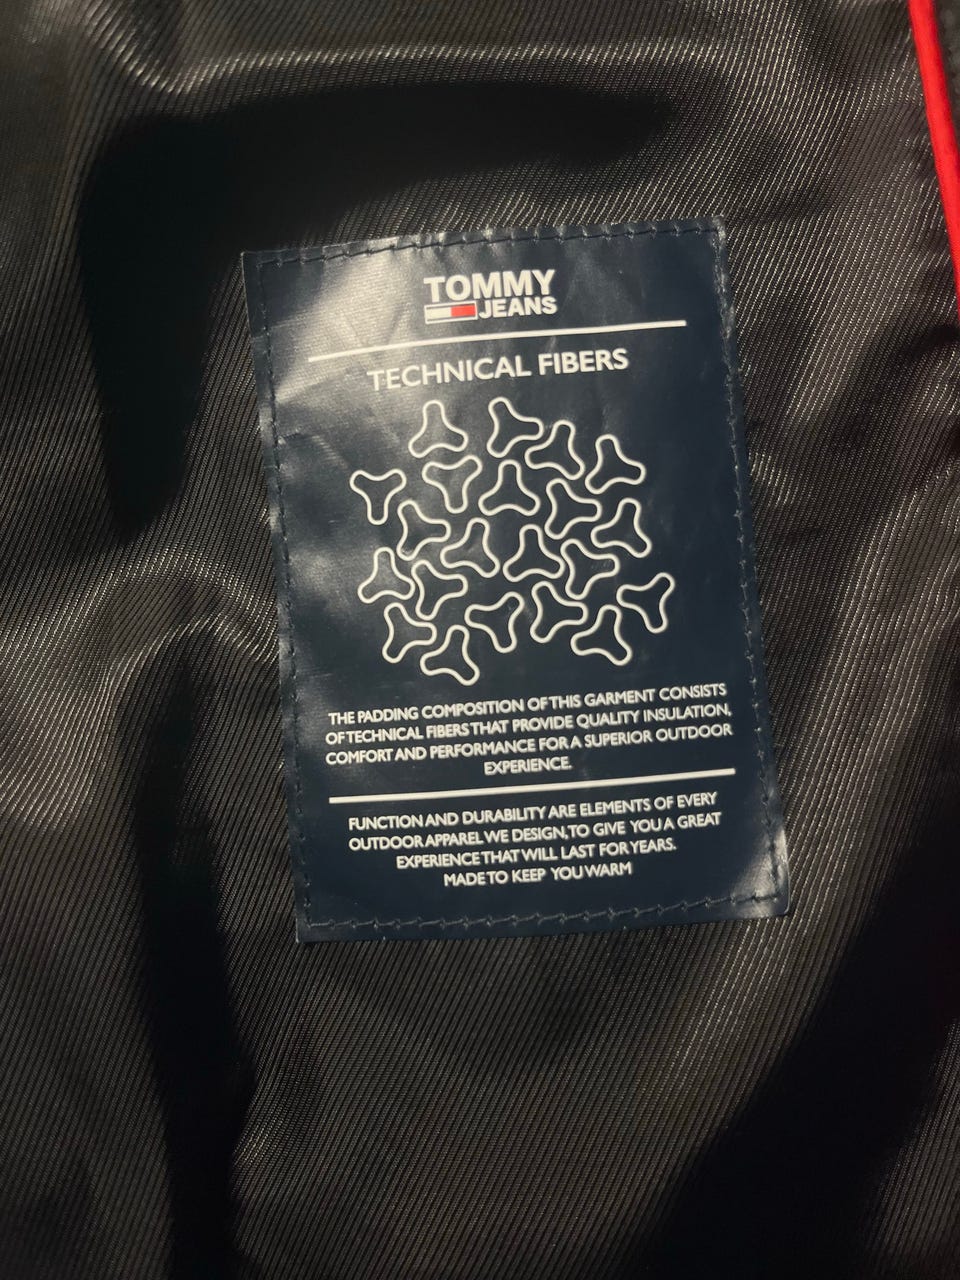 TOMMY
JEANS
TECHNICAL FIBERS
THE PADDING COMPOSITION OF THIS GARMENT CONSISTS
OF TECHNICAL FIBERS THAT PROVIDE QUALITY INSULATION,
COMFORT AND PERFORMANCE FOR A SUPERIOR OUTDOOR
EXPERIENCE.
FUNCTION AND DURABILITY ARE ELEMENTS OF EVERY
OUTDOOR APPAREL WE DESIGN, TO GIVE YOU A GREAT
EXPERIENCE THAT WILL LAST FOR YEARS.
MADE TO KEEP YOU WARM